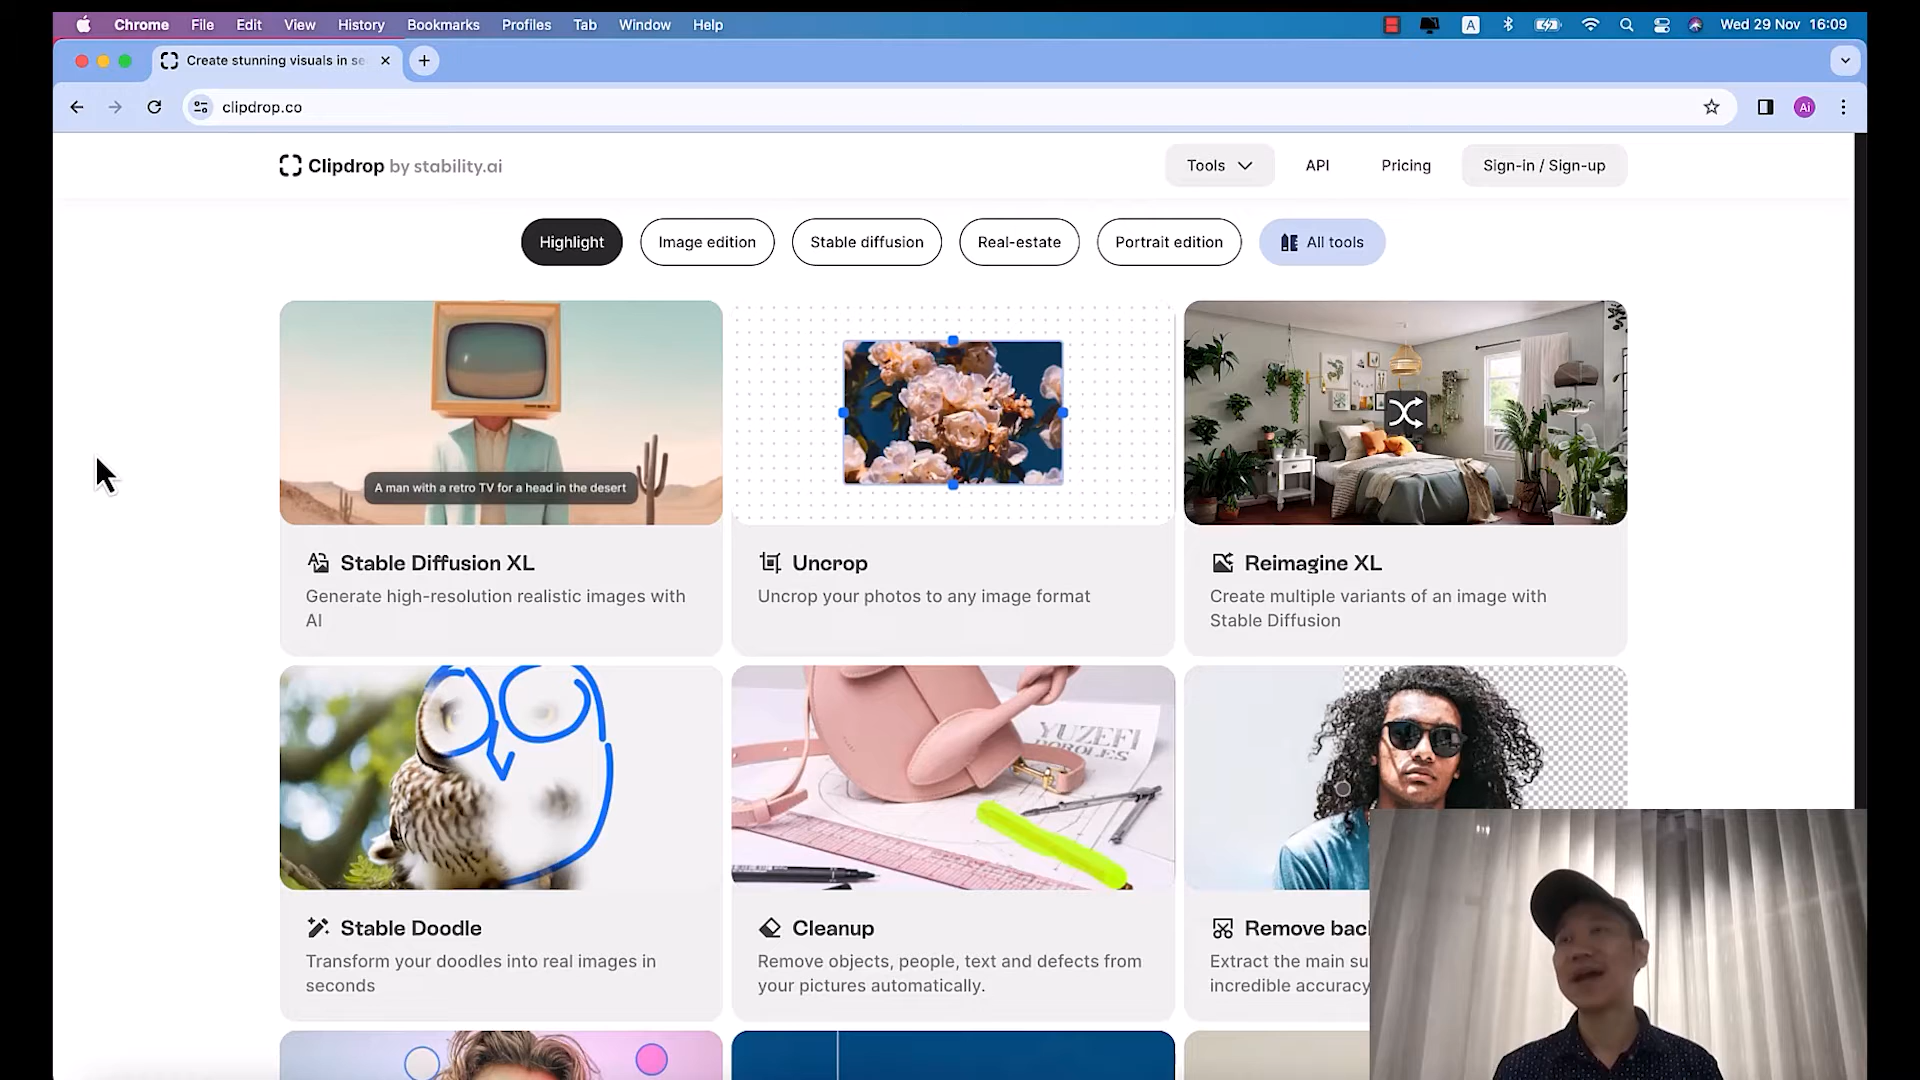 Chrome File Edit View History Bookmarks Profiles Tab Window Help
A Wed 29 Nov 16:09
Create stunning visuals in se
clipdrop.co
Ai
Clipdrop by stability.ai
Tools API Pricing Sign-in / Sign-up
Highlight Image edition Stable diffusion Real-estate Portrait edition All tools
A man with a retro TV for a head in the desert
Stable Diffusion XL
Generate high-resolution realistic images with
AI
Uncrop
Uncrop your photos to any image format
Reimagine XL
Create multiple variants of an image with
Stable Diffusion
YUZEFI
Stable Doodle
Transform your doodles into real images in
seconds
Cleanup
Remove objects, people, text and defects from
your pictures automatically.
Remove bac
Extract the main su
incredible accuracy